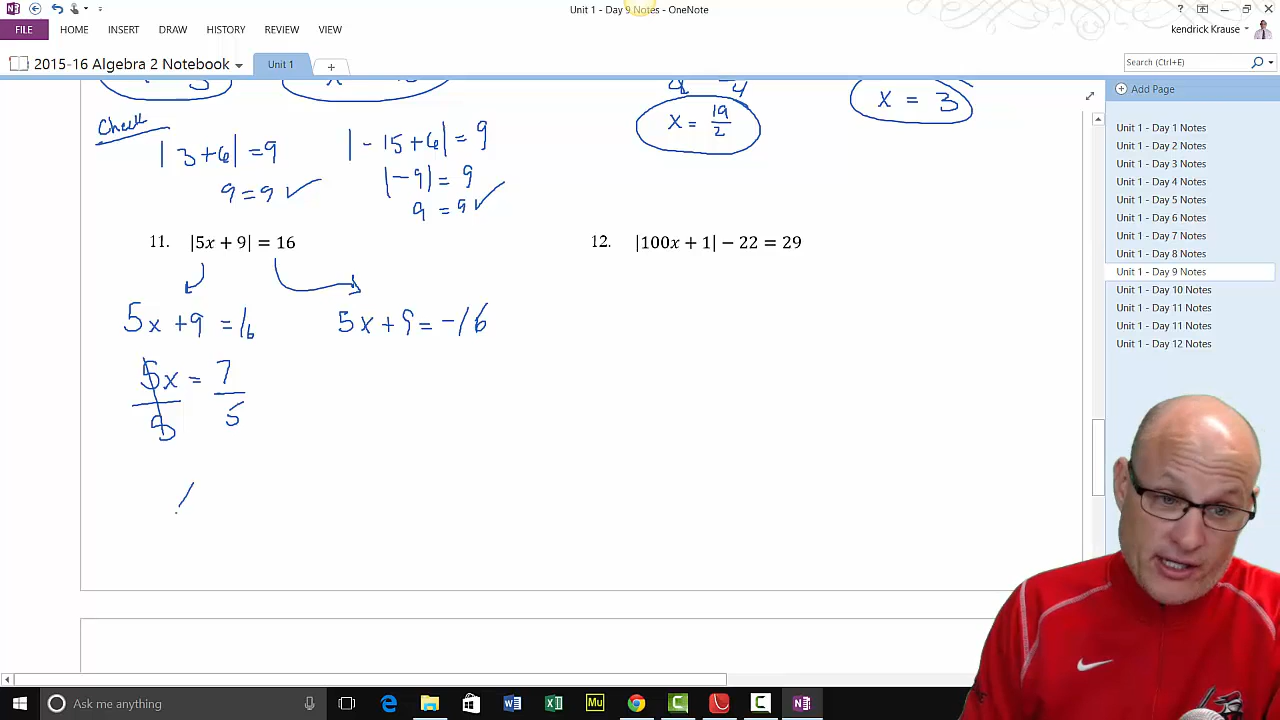 Unit 1 - Day 9 Notes - OneNote
FILE HOME INSERT DRAW HISTORY REVIEW VIEW
kendrick Krause
2015-16 Algebra 2 Notebook
Unit 1
+
Search (Ctrl+E)
Add Page
Unit 1 - Day 1 Notes
Unit 1 - Day 2 Notes
Unit 1 - Day 3 Notes
Unit 1 - Day 4 Notes
Unit 1 - Day 5 Notes
Unit 1 - Day 6 Notes
Unit 1 - Day 7 Notes
Unit 1 - Day 8 Notes
Unit 1 - Day 9 Notes
Unit 1 - Day 10 Notes
Unit 1 - Day 11 Notes
Unit 1 - Day 11 Notes
Unit 1 - Day 12 Notes
x = 19/2
x = 3
Check
|3+6| = 9
9 = 9 ✓
|-15+6| = 9
|-9| = 9
9 = 9 ✓
11. |5x + 9| = 16
5x + 9 = 16
5x + 9 = -16
5x = 7
5 5
12. |100x + 1| − 22 = 29
Ask me anything